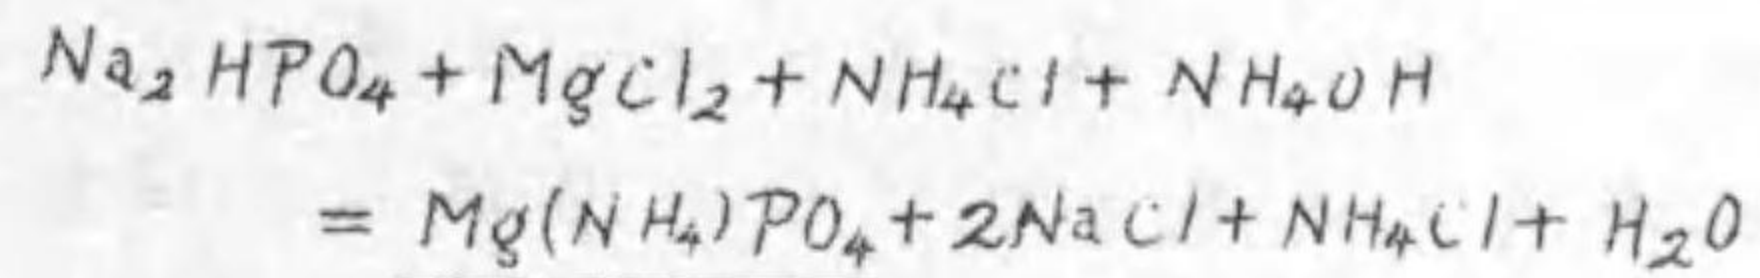 Na₂HPO₄ + MgCl₂ + NH₄Cl + NH₄OH
= Mg(NH₄)PO₄ + 2NaCl + NH₄Cl + H₂O